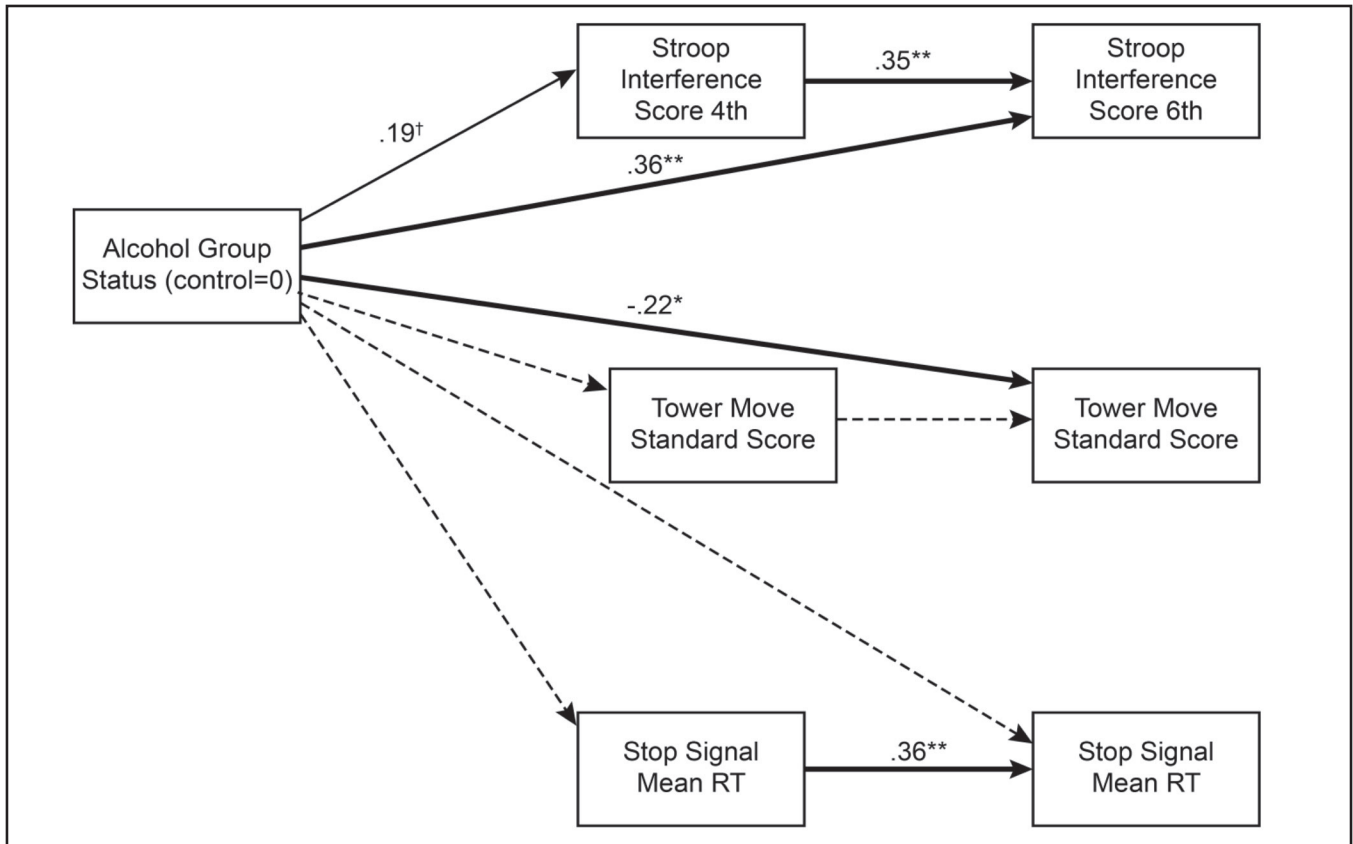 Stroop
Interference
Score 4th
.35**
Stroop
Interference
Score 6th
.19†
.36**
Alcohol Group
Status (control=0)
-.22*
Tower Move
Standard Score
Tower Move
Standard Score
Stop Signal
Mean RT
.36**
Stop Signal
Mean RT